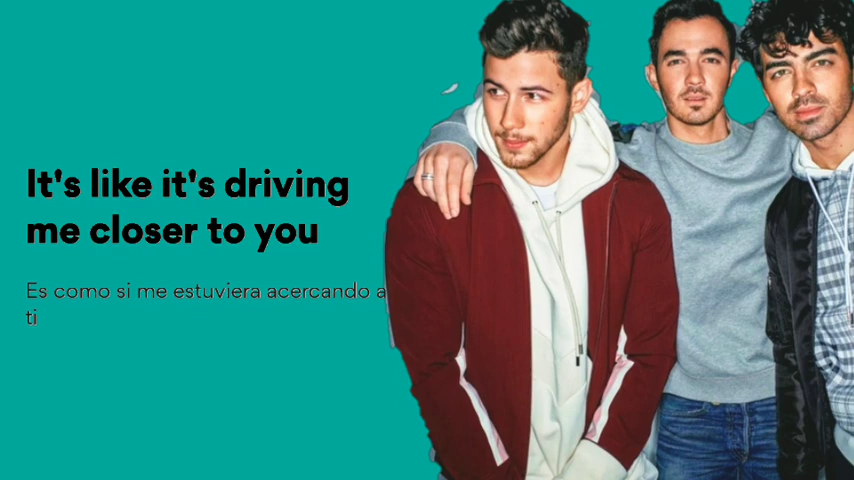 It's like it's driving
me closer to you
Es como si me estuviera acercando a
ti